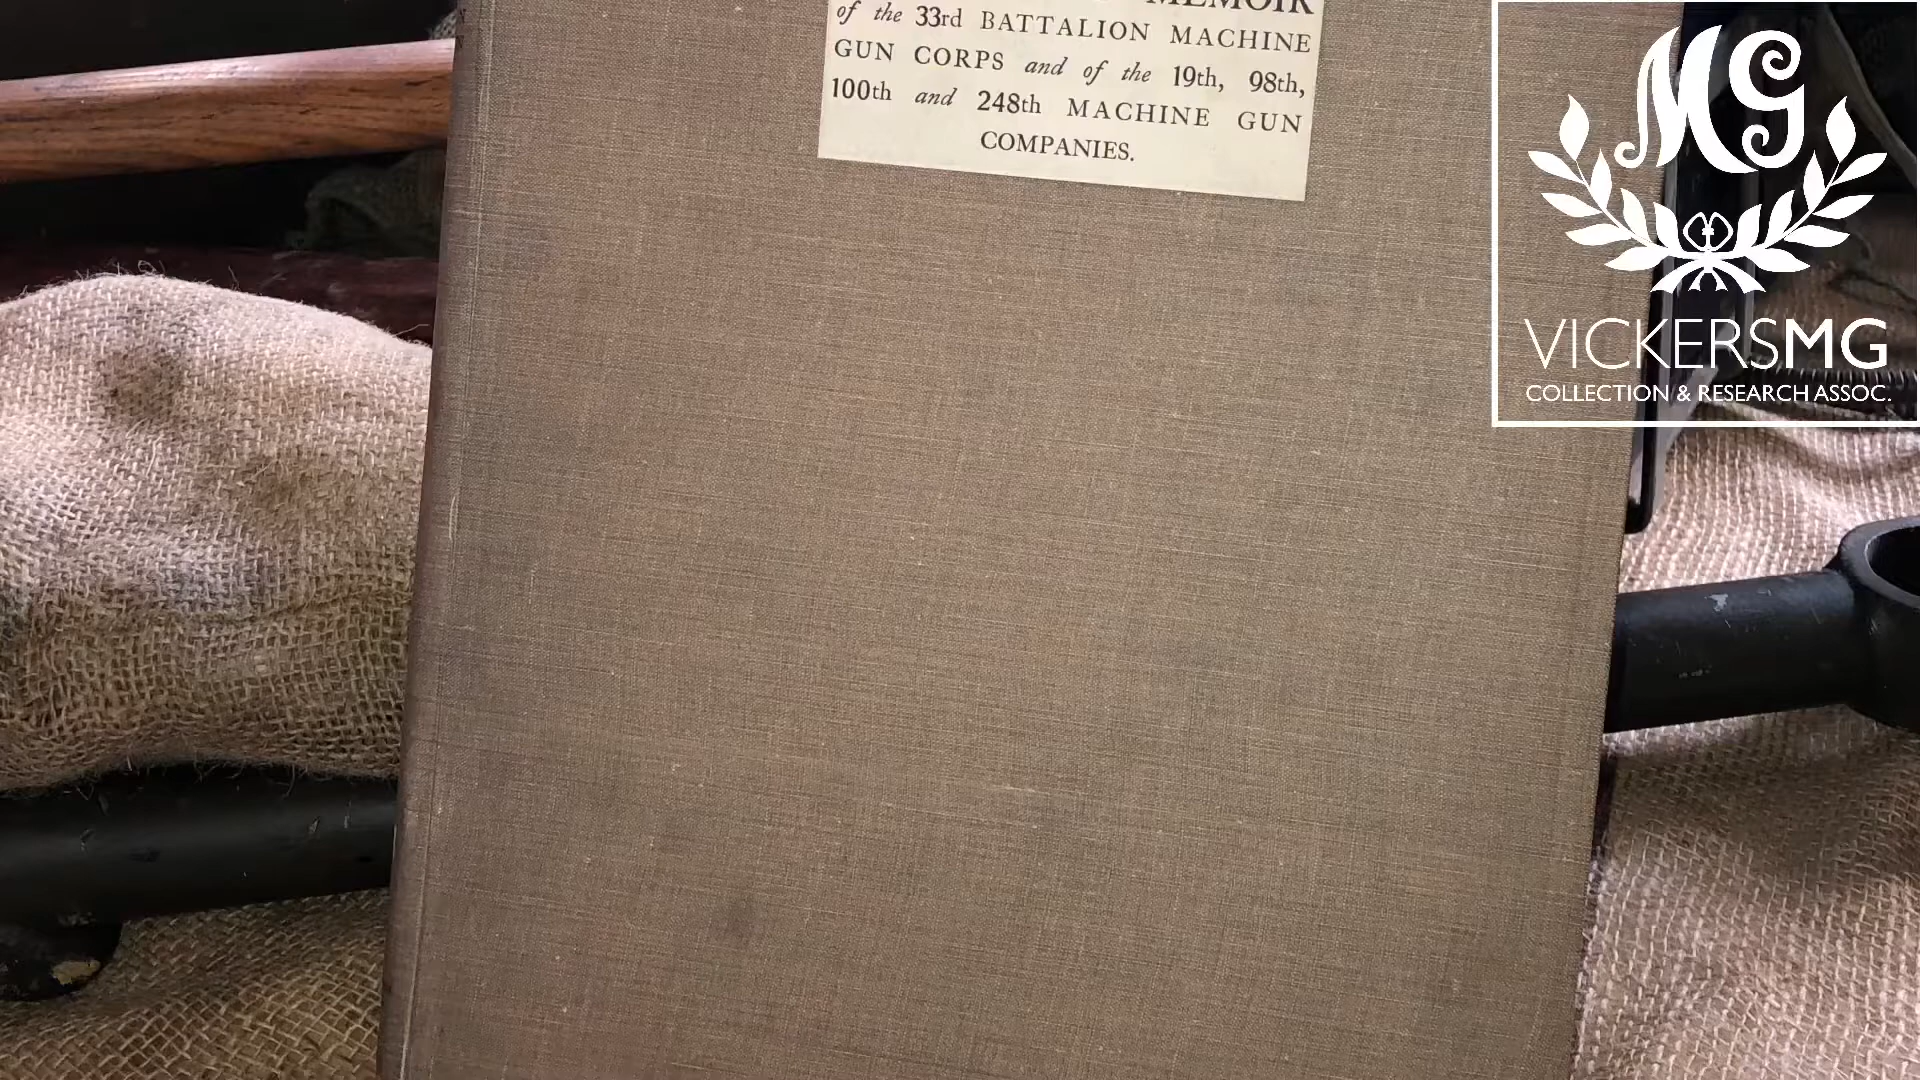 MEMOIR
of the 33rd BATTALION MACHINE
GUN CORPS and of the 19th, 98th,
100th and 248th MACHINE GUN
COMPANIES.
MG
VICKERSMG
COLLECTION & RESEARCH ASSOC.